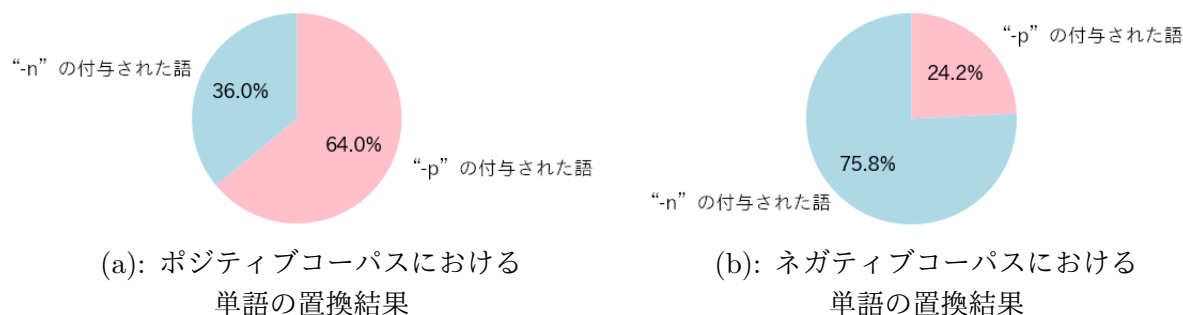 “-n”の付与された語
36.0%
64.0%
“-p”の付与された語
(a): ポジティブコーパスにおける
単語の置換結果
“-p”の付与された語
24.2%
75.8%
“-n”の付与された語
(b): ネガティブコーパスにおける
単語の置換結果